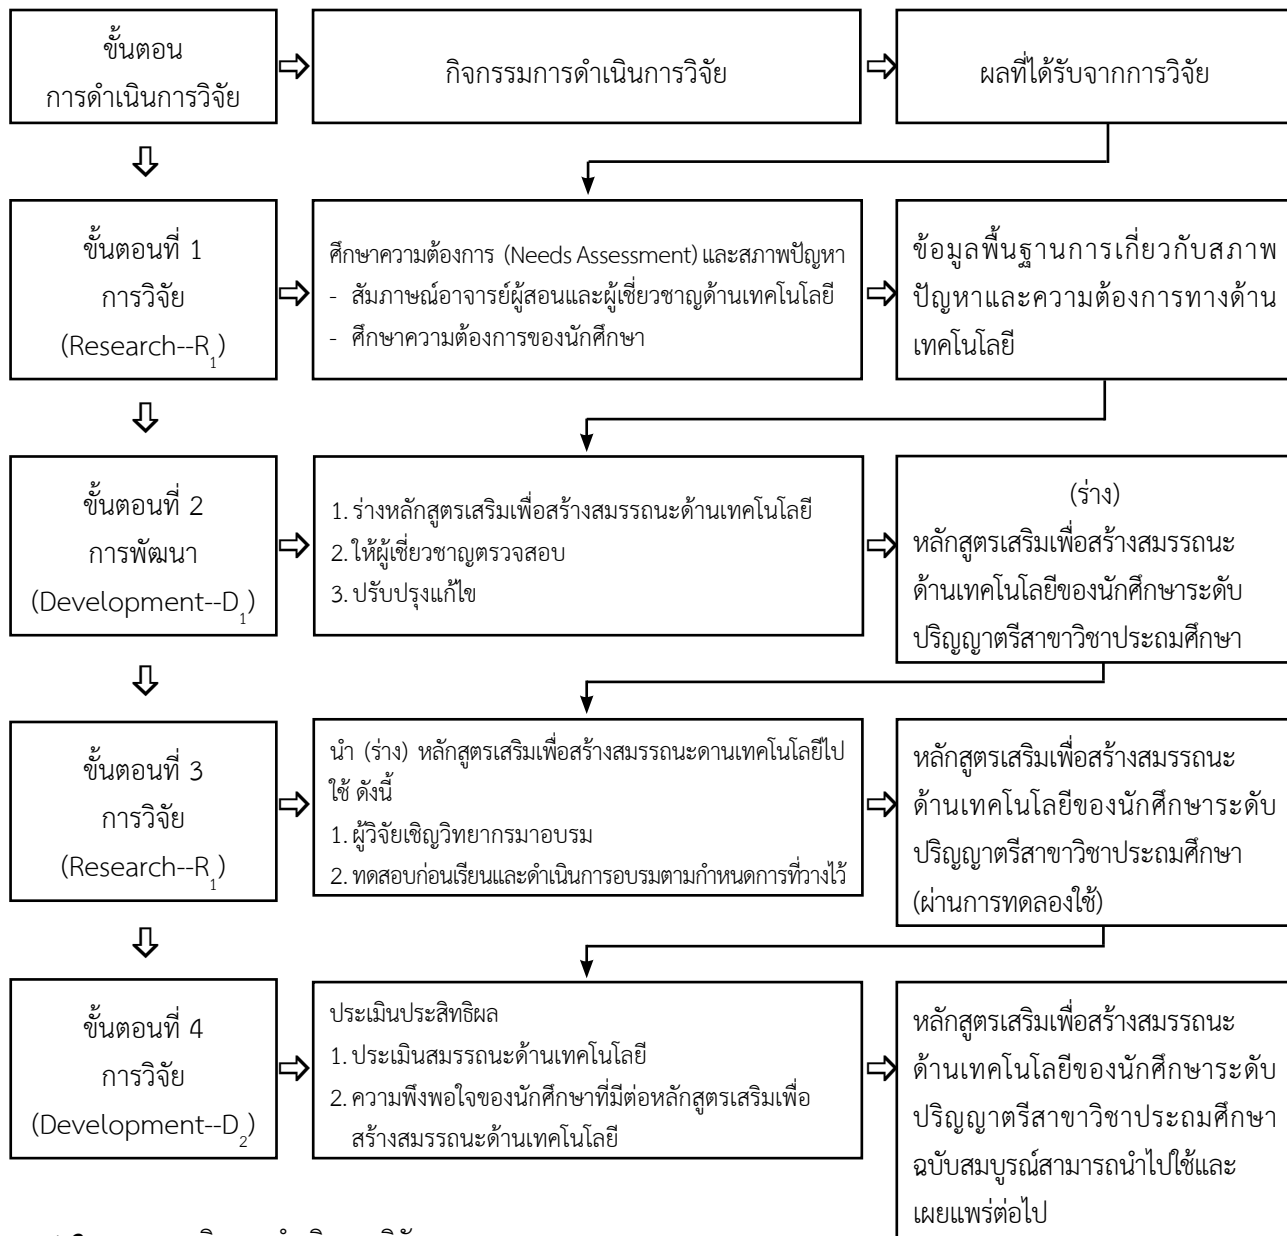 ขั้นตอน
การดำเนินการวิจัย
กิจกรรมการดำเนินการวิจัย
ผลที่ได้รับจากการวิจัย
ขั้นตอนที่ 1
การวิจัย
(Research--R1)
ศึกษาความต้องการ (Needs Assessment) และสภาพปัญหา
- สัมภาษณ์อาจารย์ผู้สอนและผู้เชี่ยวชาญด้านเทคโนโลยี
- ศึกษาความต้องการของนักศึกษา
ข้อมูลพื้นฐานการเกี่ยวกับสภาพ
ปัญหาและความต้องการทางด้าน
เทคโนโลยี
ขั้นตอนที่ 2
การพัฒนา
(Development--D1)
1. ร่างหลักสูตรเสริมเพื่อสร้างสมรรถนะด้านเทคโนโลยี
2. ให้ผู้เชี่ยวชาญตรวจสอบ
3. ปรับปรุงแก้ไข
(ร่าง)
หลักสูตรเสริมเพื่อสร้างสมรรถนะ
ด้านเทคโนโลยีของนักศึกษาระดับ
ปริญญาตรีสาขาวิชาประถมศึกษา
ขั้นตอนที่ 3
การวิจัย
(Research--R1)
นำ (ร่าง) หลักสูตรเสริมเพื่อสร้างสมรรถนะดานเทคโนโลยีไป
ใช้ ดังนี้
1. ผู้วิจัยเชิญวิทยากรมาอบรม
2. ทดสอบก่อนเรียนและดำเนินการอบรมตามกำหนดการที่วางไว้
หลักสูตรเสริมเพื่อสร้างสมรรถนะ
ด้านเทคโนโลยีของนักศึกษาระดับ
ปริญญาตรีสาขาวิชาประถมศึกษา
(ผ่านการทดลองใช้)
ขั้นตอนที่ 4
การวิจัย
(Development--D2)
ประเมินประสิทธิผล
1. ประเมินสมรรถนะด้านเทคโนโลยี
2. ความพึงพอใจของนักศึกษาที่มีต่อหลักสูตรเสริมเพื่อ
สร้างสมรรถนะด้านเทคโนโลยี
หลักสูตรเสริมเพื่อสร้างสมรรถนะ
ด้านเทคโนโลยีของนักศึกษาระดับ
ปริญญาตรีสาขาวิชาประถมศึกษา
ฉบับสมบูรณ์สามารถนำไปใช้และ
เผยแพร่ต่อไป